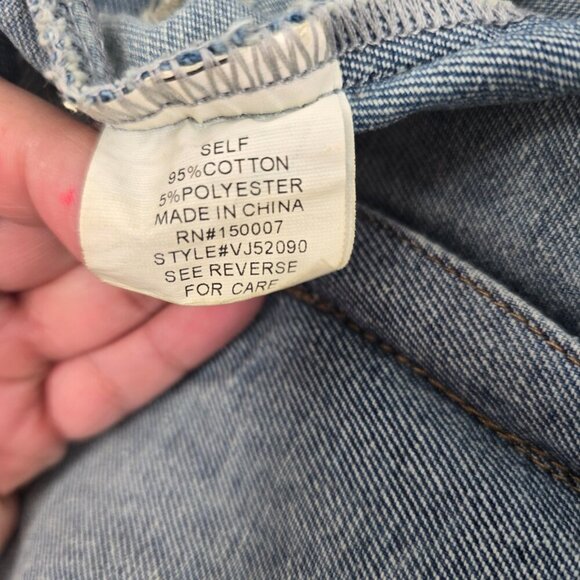 SELF
95%COTTON
5%POLYESTER
MADE IN CHINA
RN#150007
STYLE#VJ52090
SEE REVERSE
FOR CARE